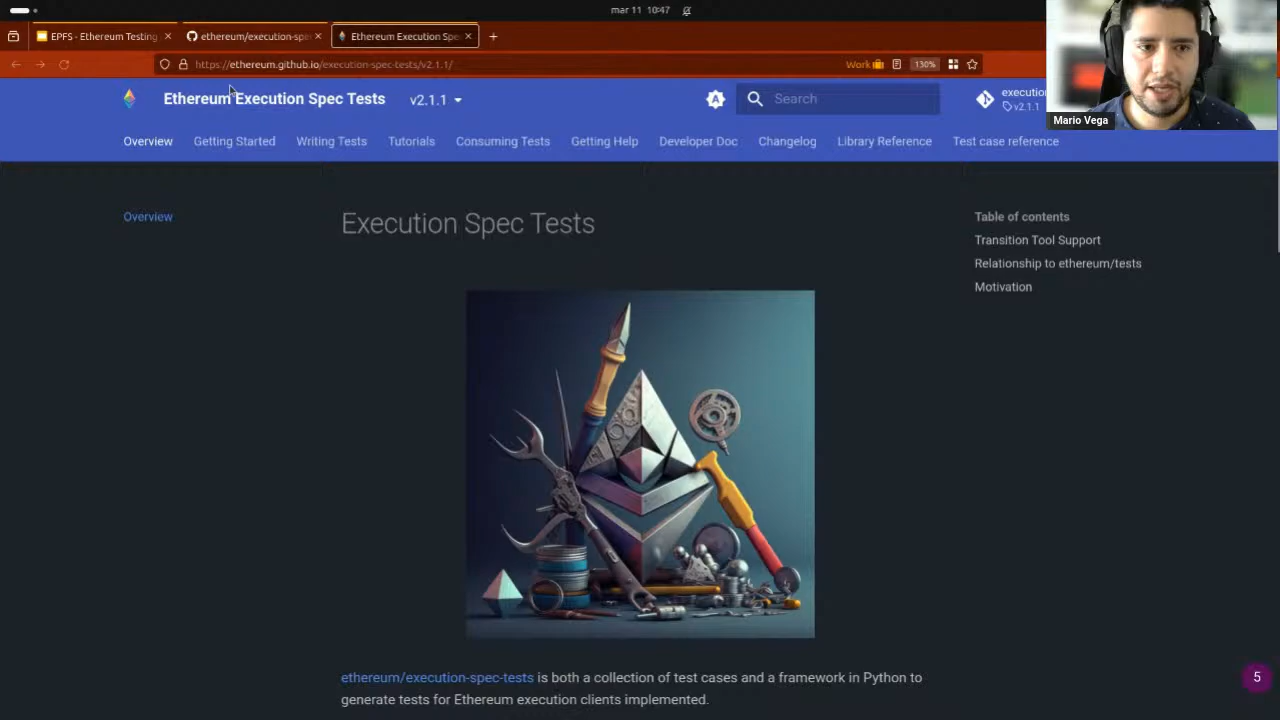 mar 11 10:47
EPFS - Ethereum Testing
ethereum/execution-spe
Ethereum Execution Spe
https://ethereum.github.io/execution-spec-tests/v2.1.1/
Work
130%
Mario Vega
Ethereum Execution Spec Tests
v2.1.1
Search
execution
v2.1.1
Overview
Getting Started
Writing Tests
Tutorials
Consuming Tests
Getting Help
Developer Doc
Changelog
Library Reference
Test case reference
Overview
Execution Spec Tests
Table of contents
Transition Tool Support
Relationship to ethereum/tests
Motivation
ethereum/execution-spec-tests is both a collection of test cases and a framework in Python to
generate tests for Ethereum execution clients implemented.
5